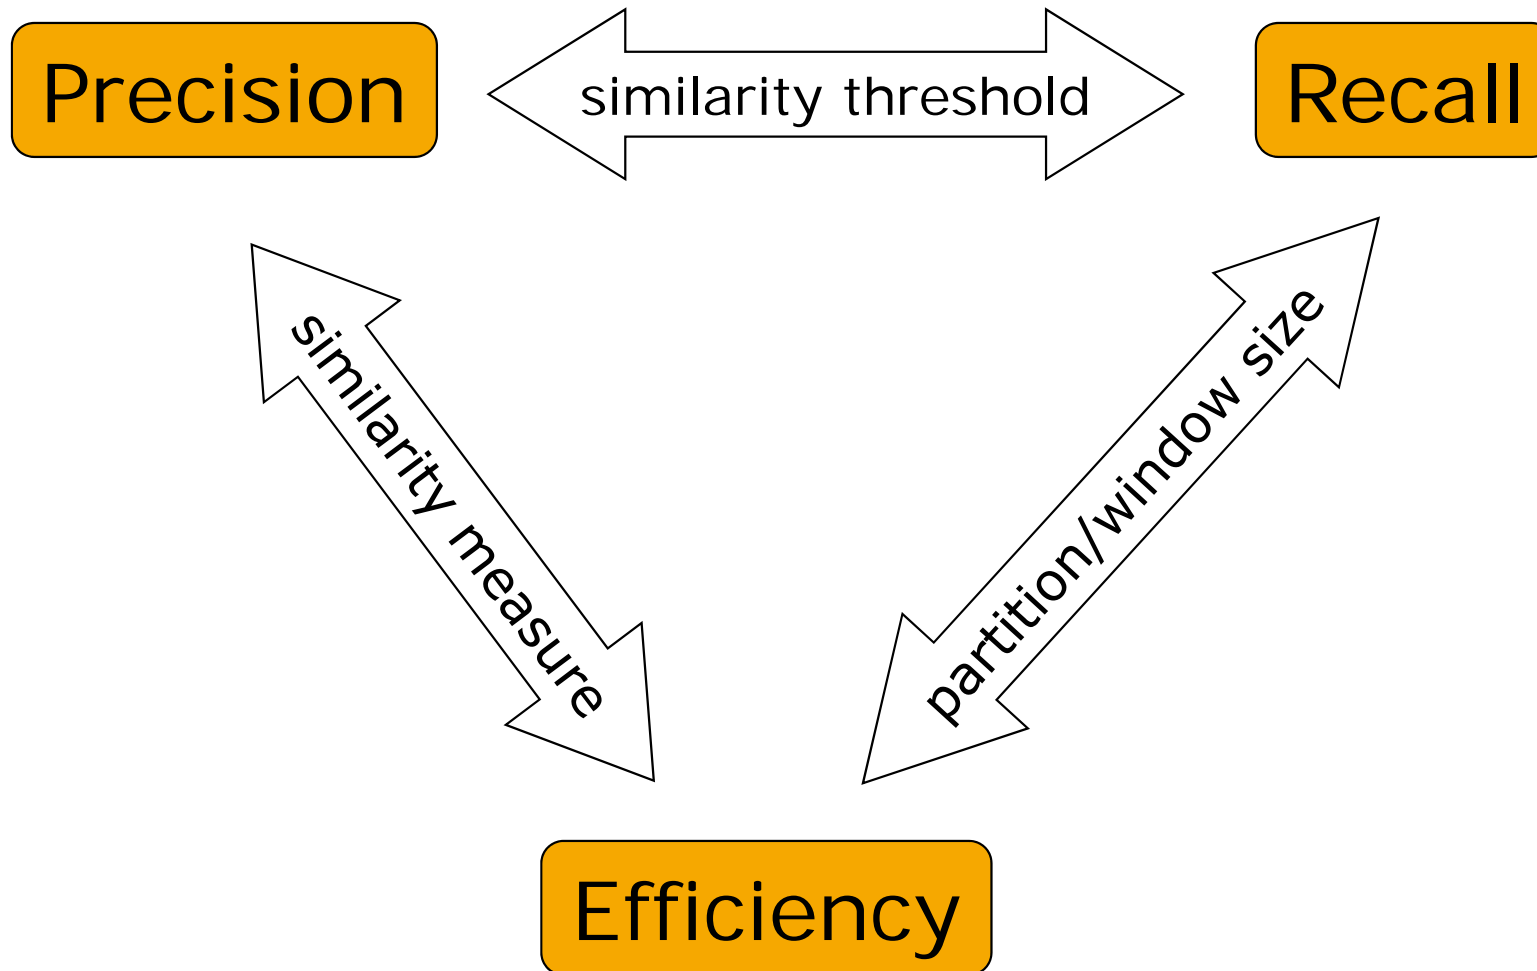 Precision
similarity threshold
Recall
similarity measure
partition/window size
Efficiency